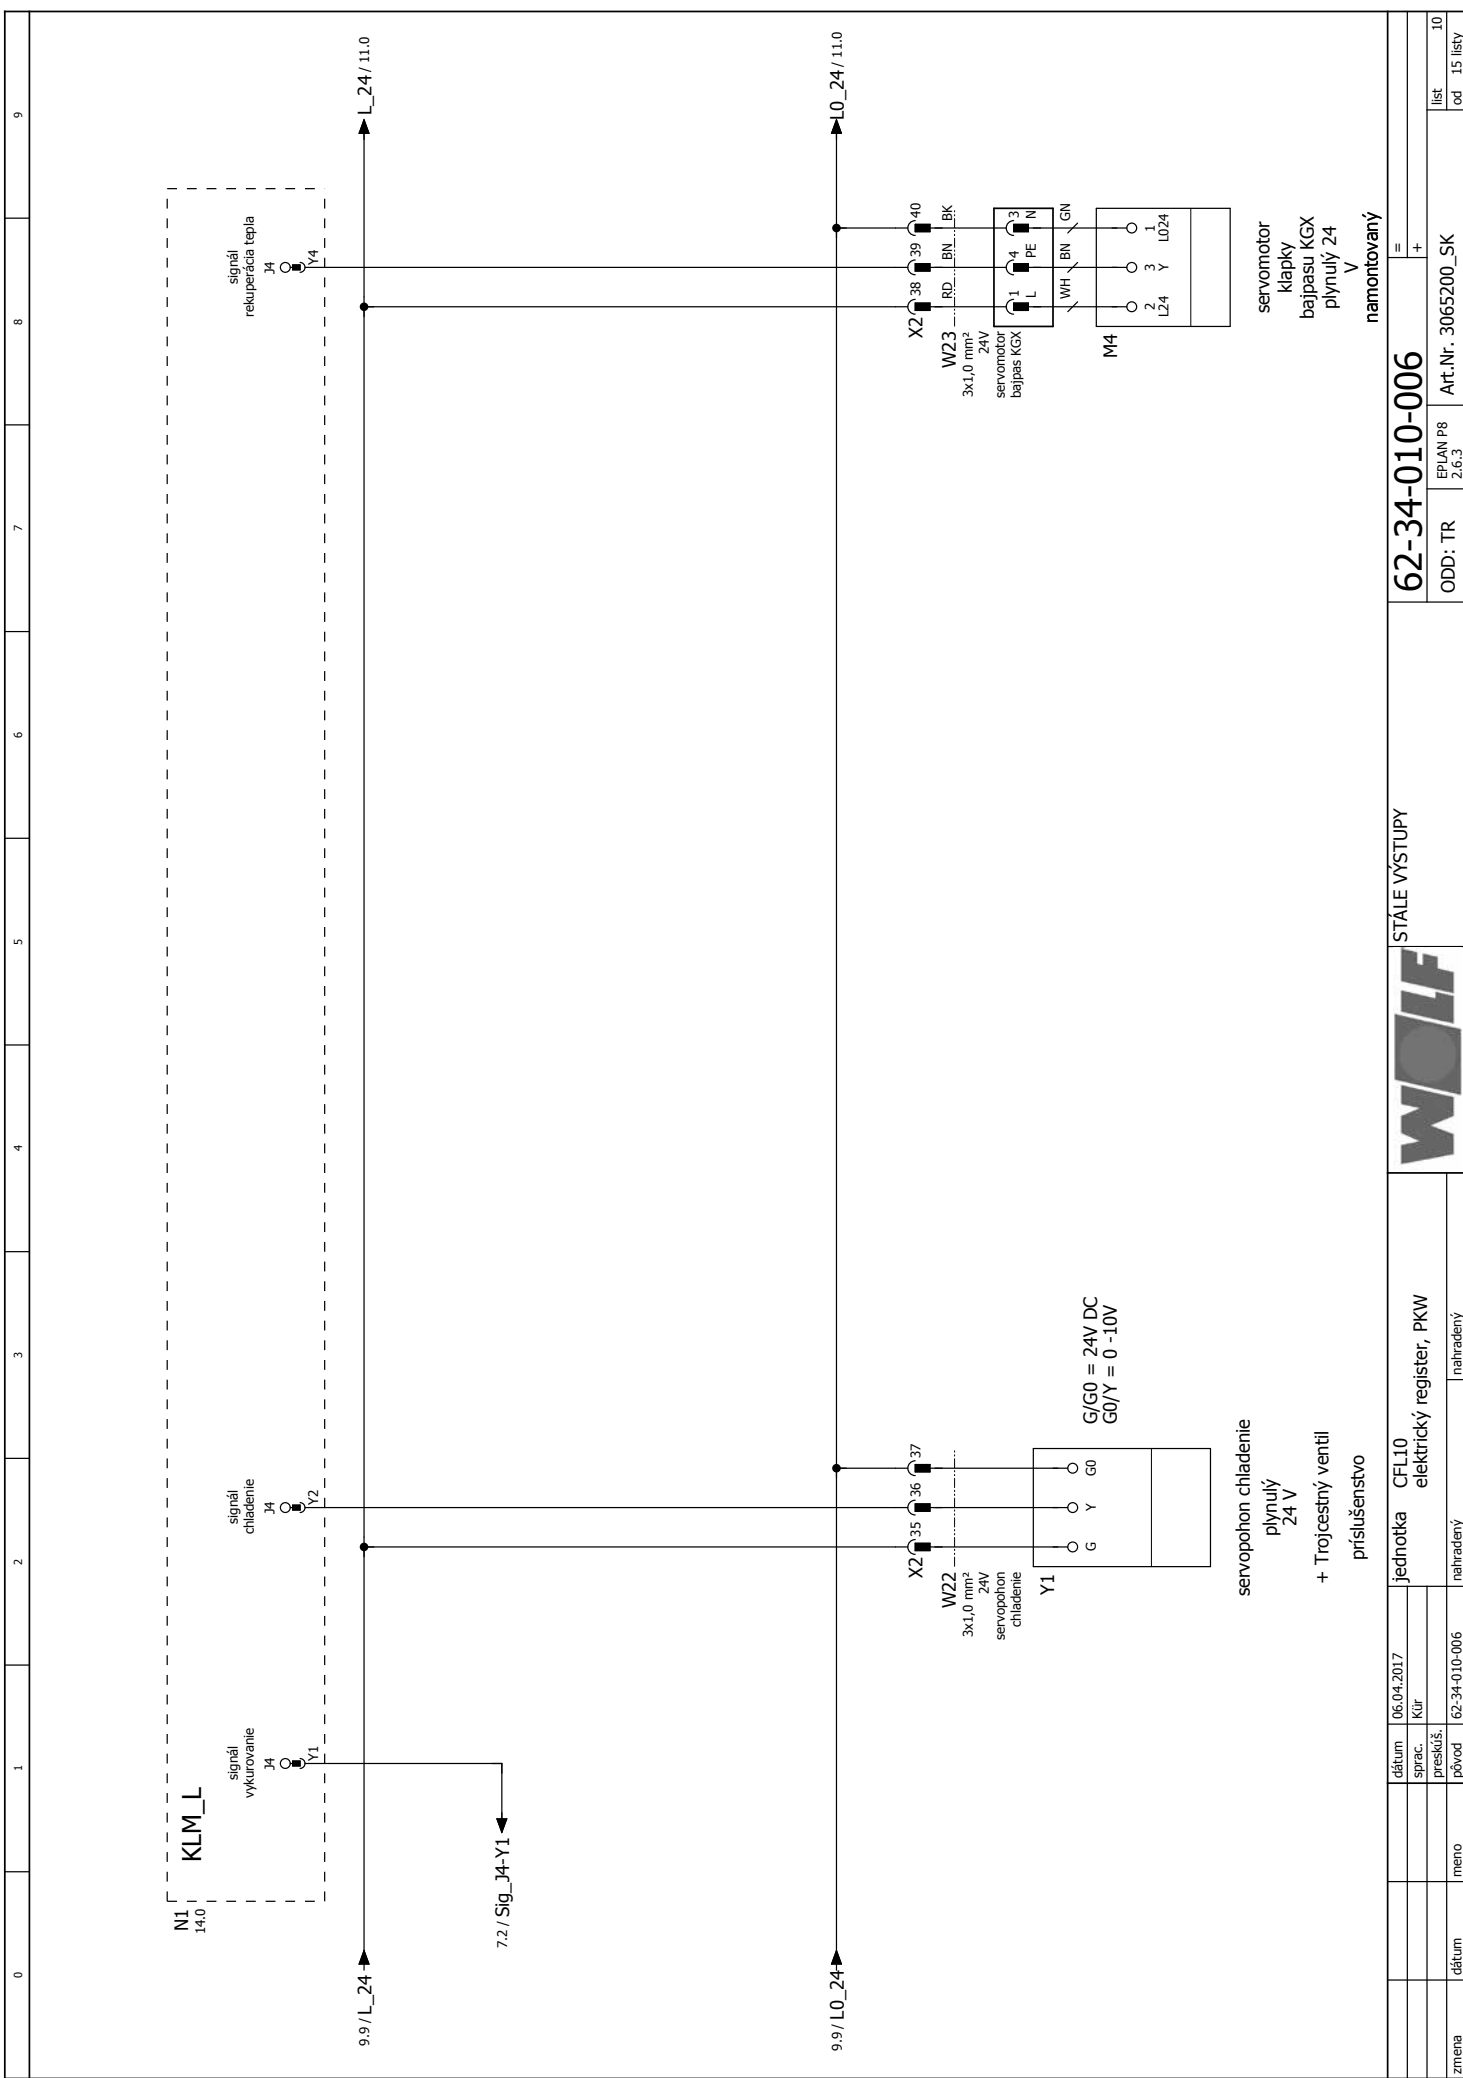 0 1 2 3 4 5 6 7 8 9
N1
14.0
KLM_L
signál
vykurovanie
J4
Y1
signál
chladenie
J4
Y2
signál
rekuperácia tepla
J4
Y4
9.9 / L_24
L_24 / 11.0
7.2 / Sig_J4-Y1
9.9 / L0_24
L0_24 / 11.0
X2 35 36 37
W22
3x1,0 mm²
24V
servopohon
chladenie
Y1
G Y G0
G/G0 = 24V DC
G0/Y = 0 -10V
servopohon chladenie
plynulý
24 V
+ Trojcestný ventil
príslušenstvo
X2 38 39 40
W23
RD BN BK
3x1,0 mm²
24V
servomotor
bajpas KGX
1 4 3
L PE N
WH BN GN
M4
2 3 1
L24 Y L024
servomotor
klapky
bajpasu KGX
plynulý 24
V
namontovaný
zmena dátum meno
dátum 06.04.2017
sprac. Kür
preskúš.
pôvod 62-34-010-006
jednotka CFL10
elektrický register, PKW
nahradený nahradený
WOLF
STÁLE VÝSTUPY
62-34-010-006
ODD: TR
EPLAN P8
2.6.3
Art.Nr. 3065200_SK
=
+
list 10
od 15 listy